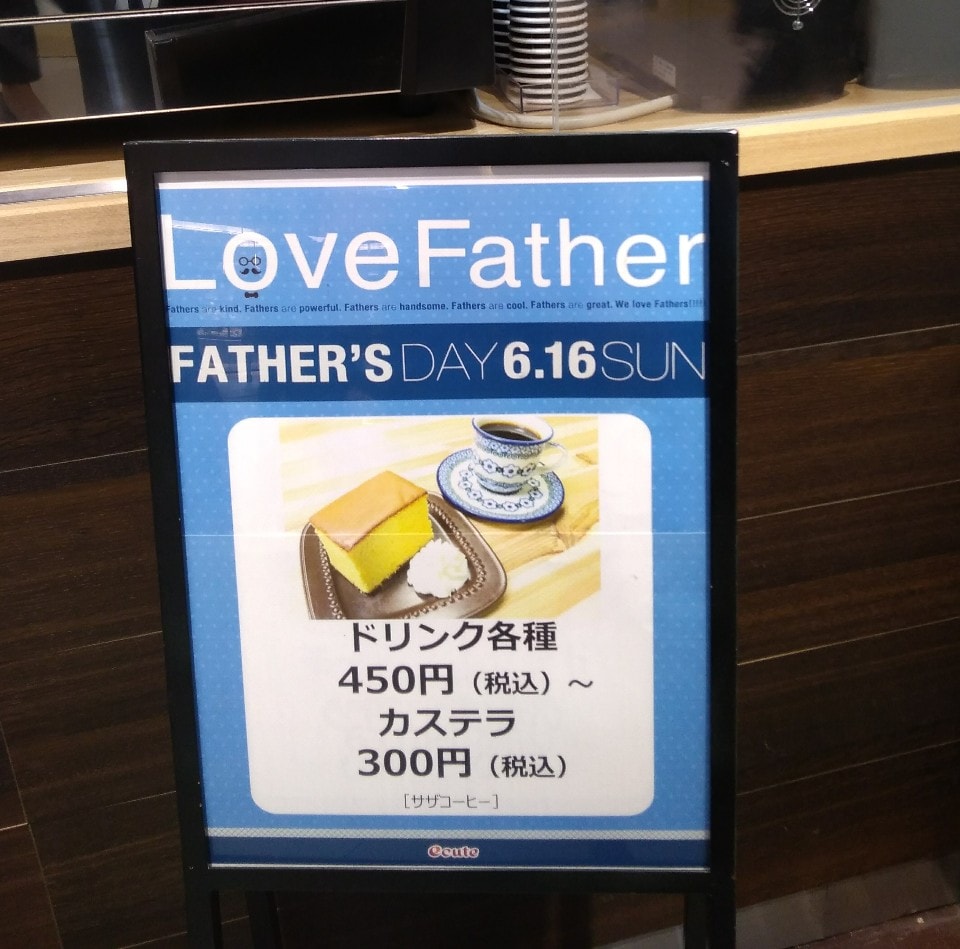 Love Father
Fathers are kind. Fathers are powerful. Fathers are handsome. Fathers are cool. Fathers are great. We love Fathers!!!!
FATHER'S DAY 6.16 SUN
ドリンク各種
450円（税込）～
カステラ
300円（税込）
［サザコーヒー］
ecute